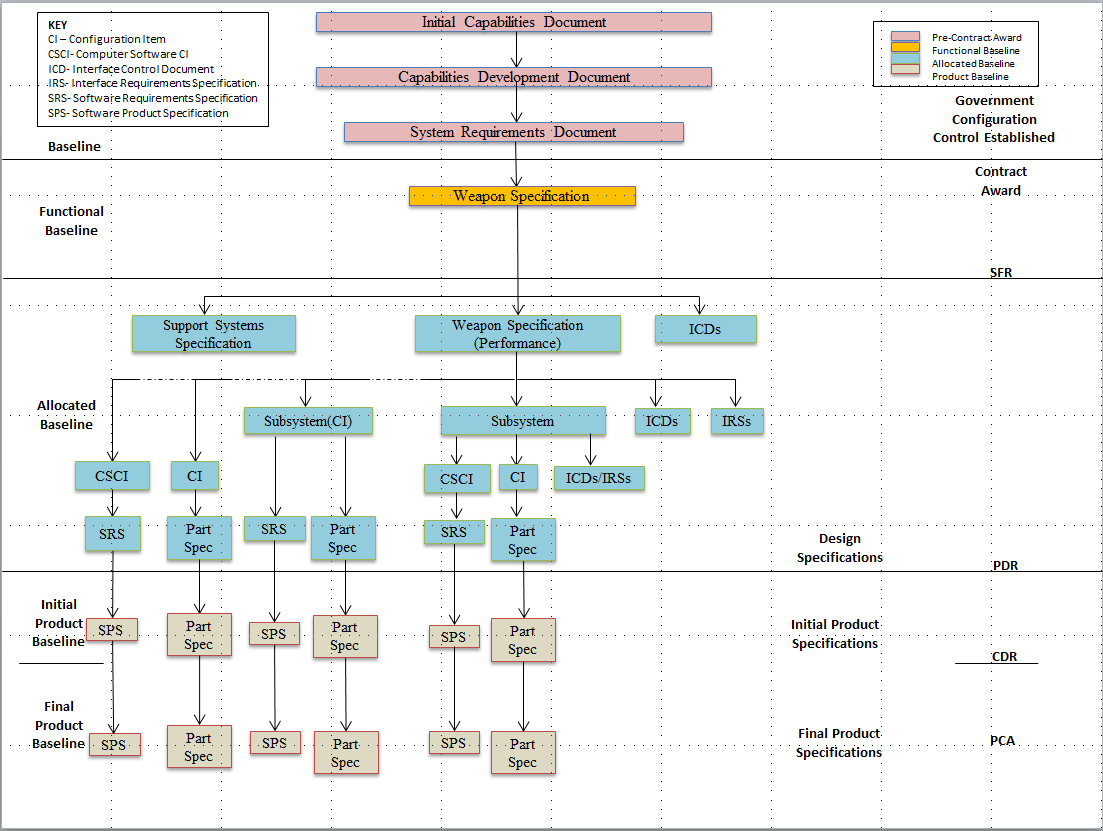 KEY
CI – Configuration Item
CSCI- Computer Software CI
ICD- Interface Control Document
IRS- Interface Requirements Specification
SRS- Software Requirements Specification
SPS- Software Product Specification
Initial Capabilities Document
Capabilities Development Document
System Requirements Document
Pre-Contract Award
Functional Baseline
Allocated Baseline
Product Baseline
Government
Configuration
Control Established
Baseline
Contract
Award
Weapon Specification
Functional
Baseline
SFR
Support Systems
Specification
Weapon Specification
(Performance)
ICDs
Allocated
Baseline
Subsystem(CI)
Subsystem
ICDs
IRSs
CSCI
CI
CSCI
CI
ICDs/IRSs
SRS
Part
Spec
SRS
Part
Spec
SRS
Part
Spec
Design
Specifications
PDR
Initial
Product
Baseline
SPS
Part
Spec
SPS
Part
Spec
SPS
Part
Spec
Initial Product
Specifications
CDR
Final
Product
Baseline
SPS
Part
Spec
SPS
Part
Spec
SPS
Part
Spec
Final Product
Specifications
PCA